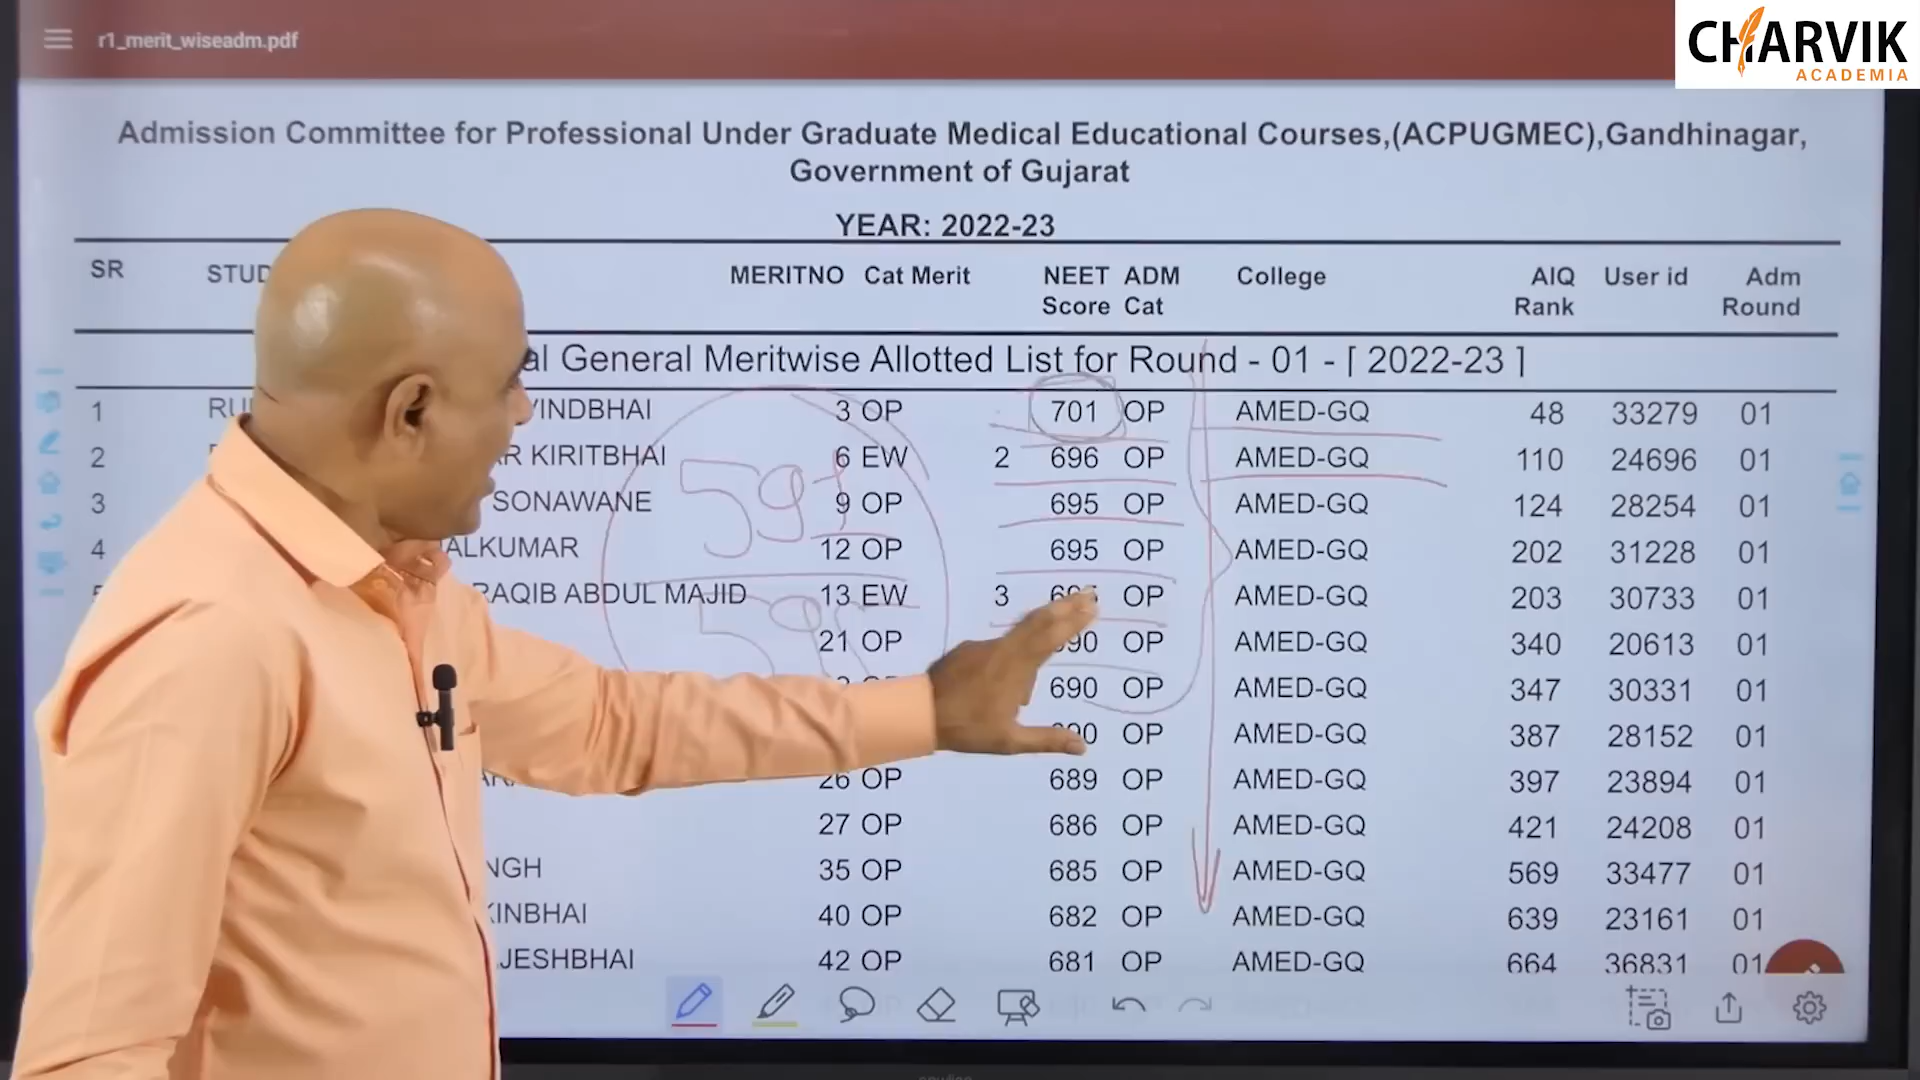 r1_merit_wiseadm.pdf
CHARVIK
ACADEMIA
Admission Committee for Professional Under Graduate Medical Educational Courses,(ACPUGMEC),Gandhinagar,
Government of Gujarat
YEAR: 2022-23
SR MERITNO Cat Merit NEET Score ADM Cat College AIQ Rank User id Adm Round
General Meritwise Allotted List for Round - 01 - [ 2022-23 ]
1 3 OP 701 OP AMED-GQ 48 33279 01
2 KIRITBHAI 6 EW 2 696 OP AMED-GQ 110 24696 01
3 SONAWANE 9 OP 695 OP AMED-GQ 124 28254 01
4 12 OP 695 OP AMED-GQ 202 31228 01
ABDUL MAJID 13 EW 3 OP AMED-GQ 203 30733 01
21 OP OP AMED-GQ 340 20613 01
690 OP AMED-GQ 347 30331 01
OP AMED-GQ 387 28152 01
26 OP 689 OP AMED-GQ 397 23894 01
27 OP 686 OP AMED-GQ 421 24208 01
35 OP 685 OP AMED-GQ 569 33477 01
40 OP 682 OP AMED-GQ 639 23161 01
42 OP 681 OP AMED-GQ 664 36831 01